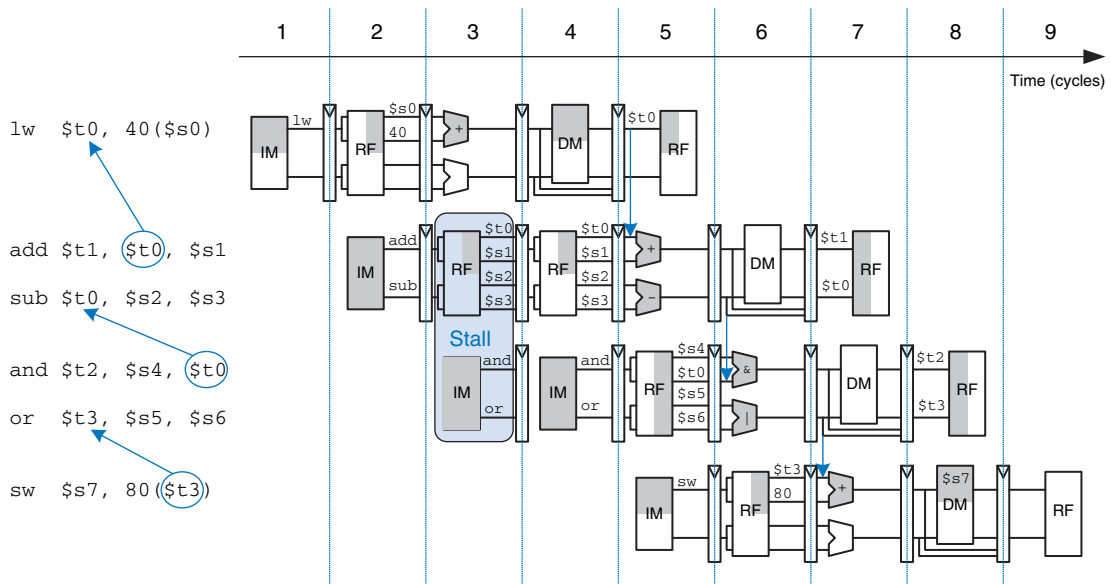 1 2 3 4 5 6 7 8 9
Time (cycles)
lw $t0, 40($s0)
IM lw RF $s0 40 + DM $t0 RF
add $t1, $t0, $s1
sub $t0, $s2, $s3
IM add sub RF $t0 $s1 $s2 $s3 RF $t0 $s1 $s2 $s3 + - DM $t1 $t0 RF
Stall
and $t2, $s4, $t0
or $t3, $s5, $s6
IM and or IM and or RF $s4 $t0 $s5 $s6 & | DM $t2 $t3 RF
sw $s7, 80($t3)
IM sw RF $t3 80 + $s7 DM RF